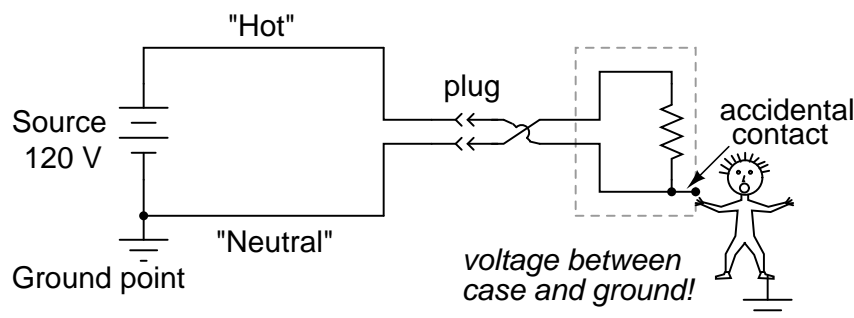 "Hot"
plug
Source
120 V
accidental
contact
"Neutral"
Ground point
voltage between
case and ground!